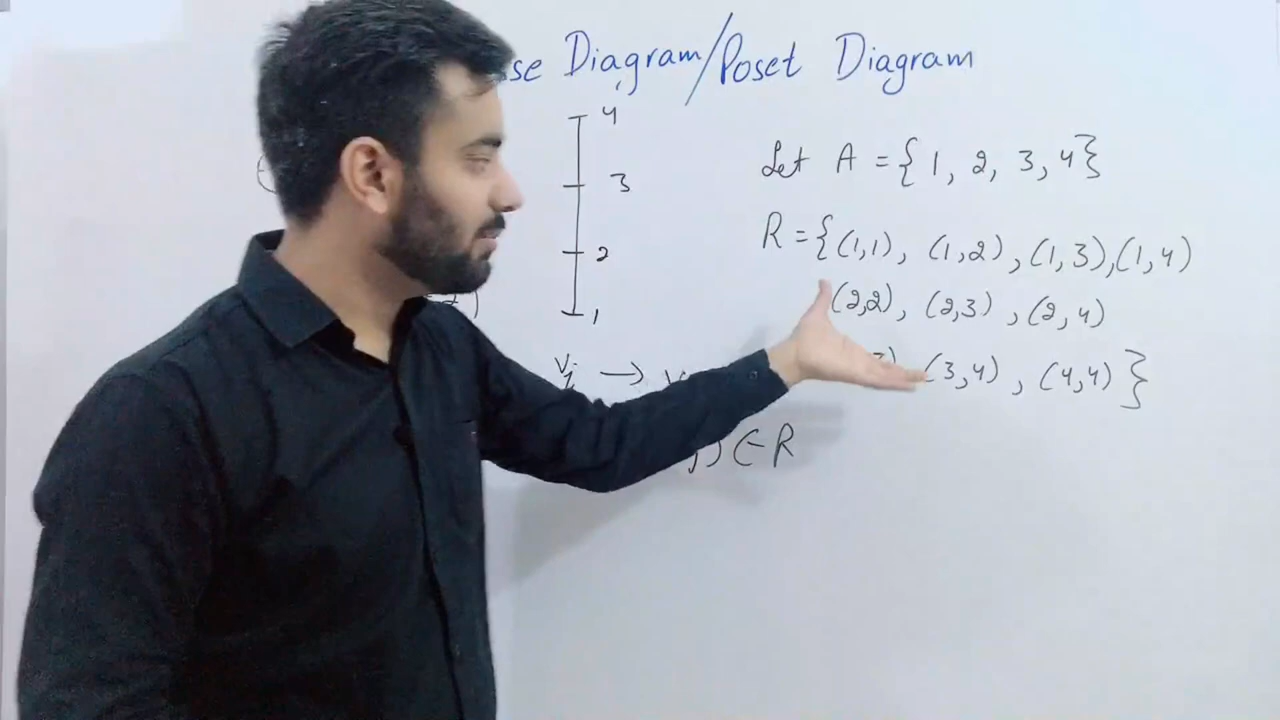 Diagram/Poset Diagram
4
3
2
1
Let A = {1, 2, 3, 4}
R = {(1,1), (1,2), (1,3), (1,4)
(2,2), (2,3), (2,4)
(3,4), (4,4)}
∈ R